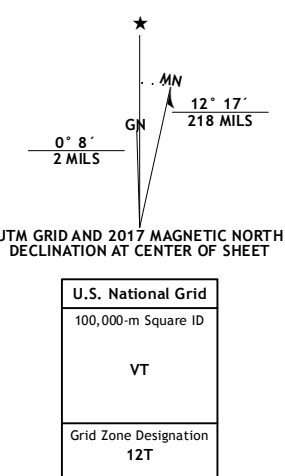 ★
MN
GN
12° 17´
218 MILS
0° 8´
2 MILS
UTM GRID AND 2017 MAGNETIC NORTH
DECLINATION AT CENTER OF SHEET
U.S. National Grid
100,000-m Square ID
VT
Grid Zone Designation
12T